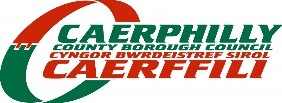 CAERPHILLY
COUNTY BOROUGH COUNCIL
CYNGOR BWRDEISTREF SIROL
CAERFFILI